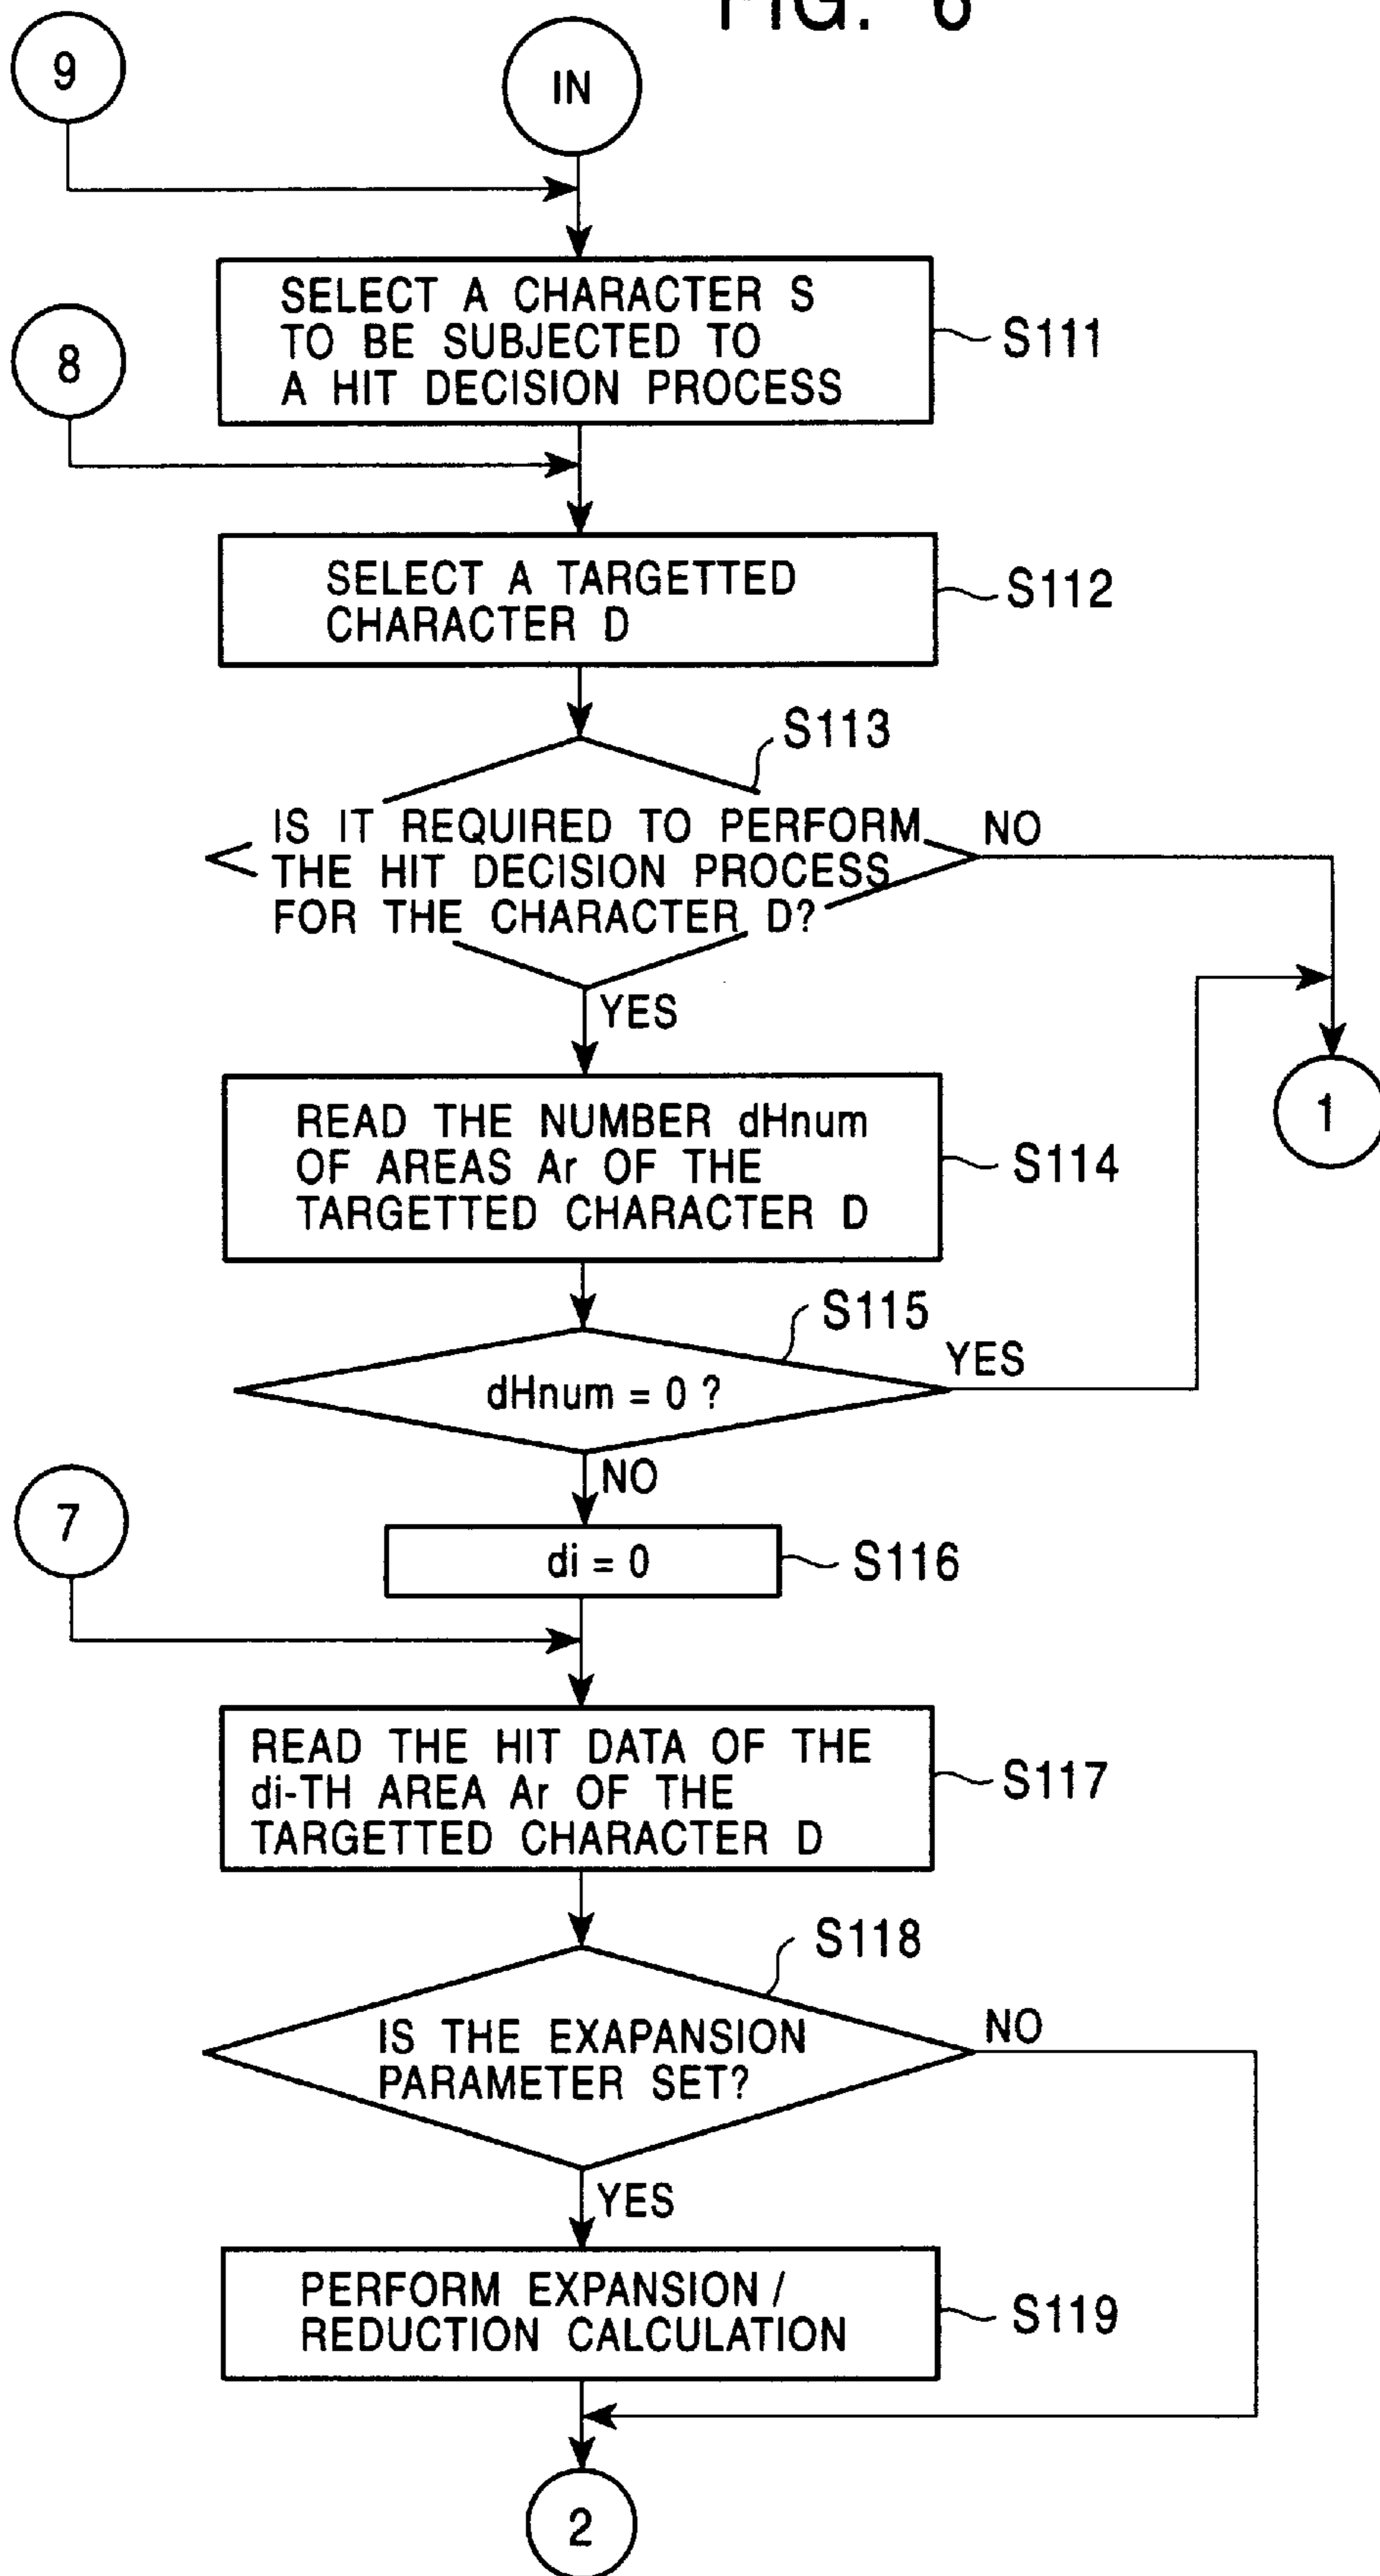 FIG. 6
9
IN
SELECT A CHARACTER S
TO BE SUBJECTED TO
A HIT DECISION PROCESS
S111
8
SELECT A TARGETTED
CHARACTER D
S112
S113
IS IT REQUIRED TO PERFORM
THE HIT DECISION PROCESS
FOR THE CHARACTER D?
NO
YES
1
READ THE NUMBER dHnum
OF AREAS Ar OF THE
TARGETTED CHARACTER D
S114
S115
dHnum = 0 ?
YES
NO
7
di = 0
S116
READ THE HIT DATA OF THE
di-TH AREA Ar OF THE
TARGETTED CHARACTER D
S117
S118
IS THE EXAPANSION
PARAMETER SET?
NO
YES
PERFORM EXPANSION /
REDUCTION CALCULATION
S119
2